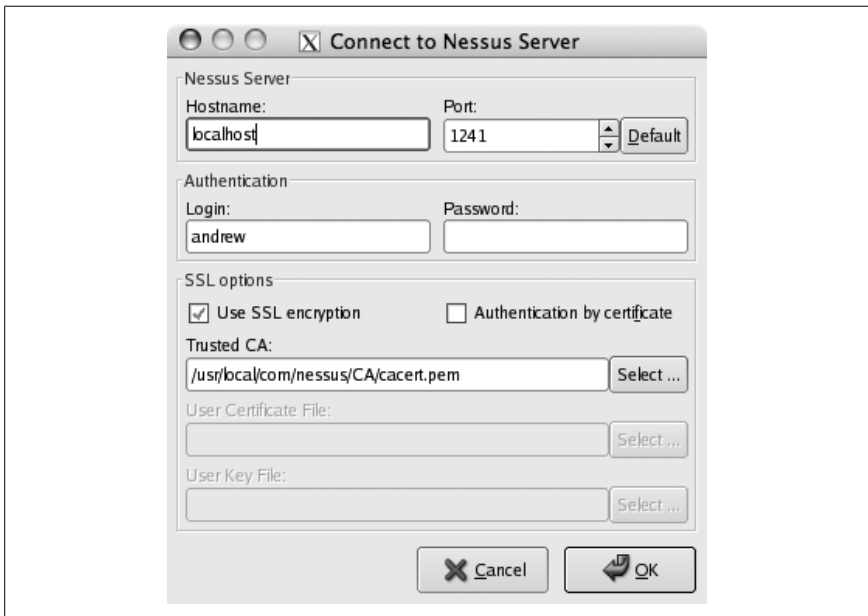 Connect to Nessus Server
Nessus Server
Hostname: Port:
localhost 1241 Default
Authentication
Login: Password:
andrew
SSL options
Use SSL encryption Authentication by certificate
Trusted CA:
/usr/local/com/nessus/CA/cacert.pem Select ...
User Certificate File:
Select ...
User Key File:
Select ...
Cancel OK